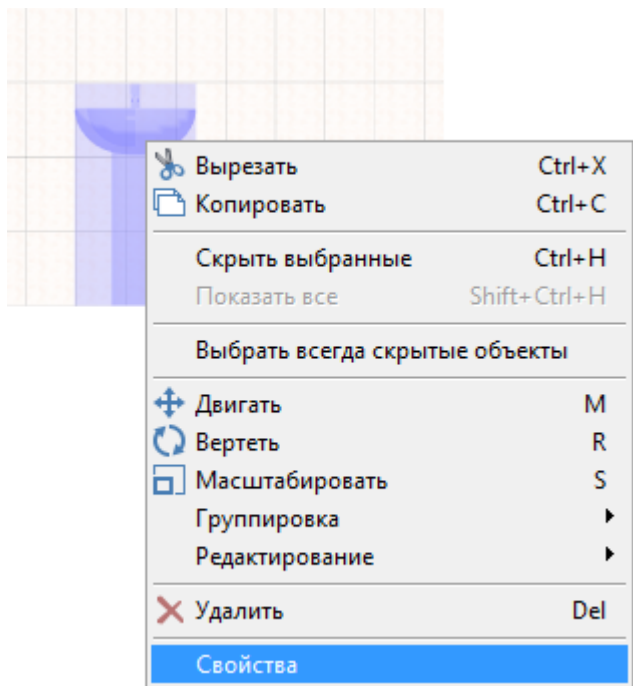 Вырезать Ctrl+X
Копировать Ctrl+C
Скрыть выбранные Ctrl+H
Показать все Shift+Ctrl+H
Выбрать всегда скрытые объекты
Двигать M
Вертеть R
Масштабировать S
Группировка
Редактирование
Удалить Del
Свойства